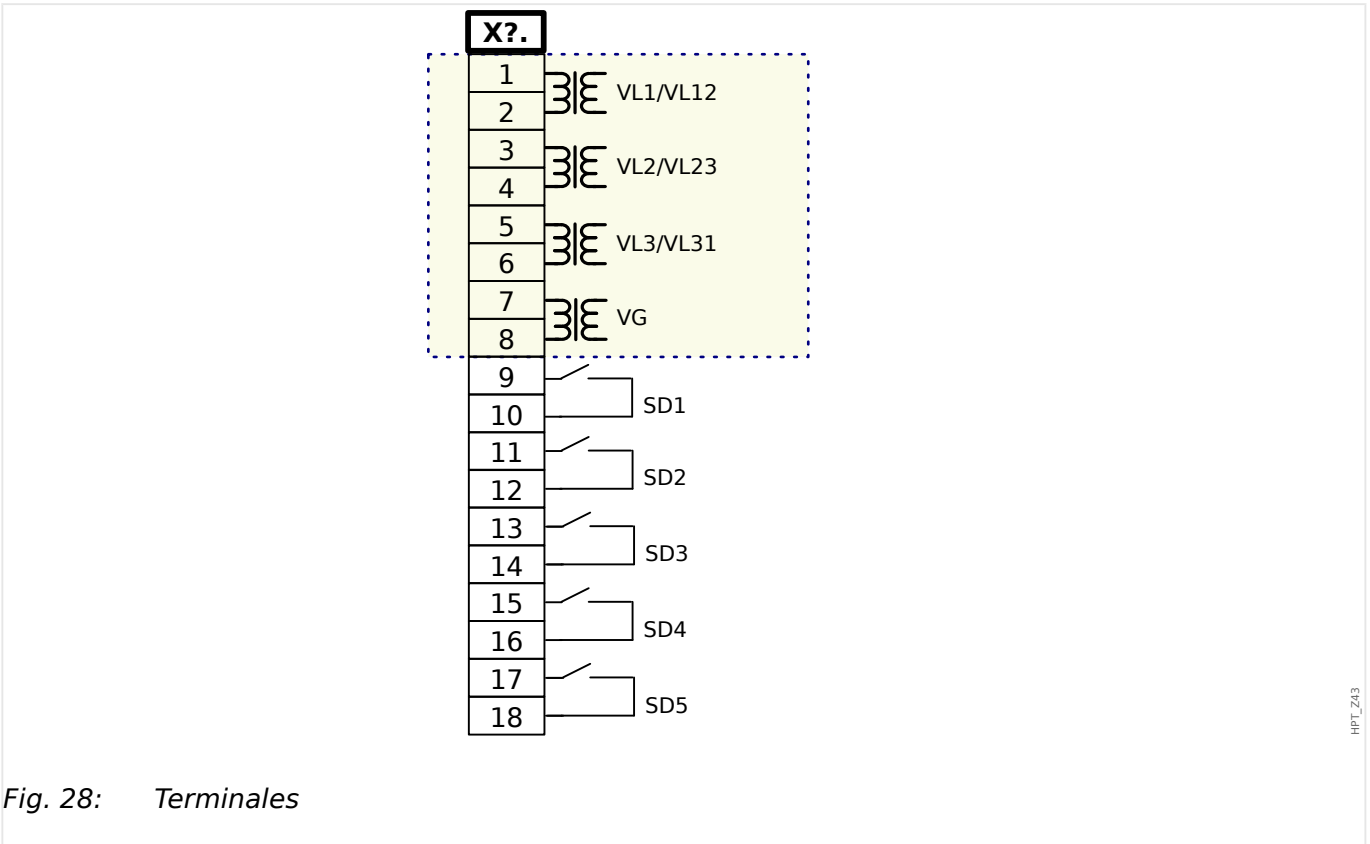 X?.
1
VL1/VL12
2
3
VL2/VL23
4
5
VL3/VL31
6
7
VG
8
9
SD1
10
11
SD2
12
13
SD3
14
15
SD4
16
17
SD5
18
HPT_Z43
Fig. 28: Terminales